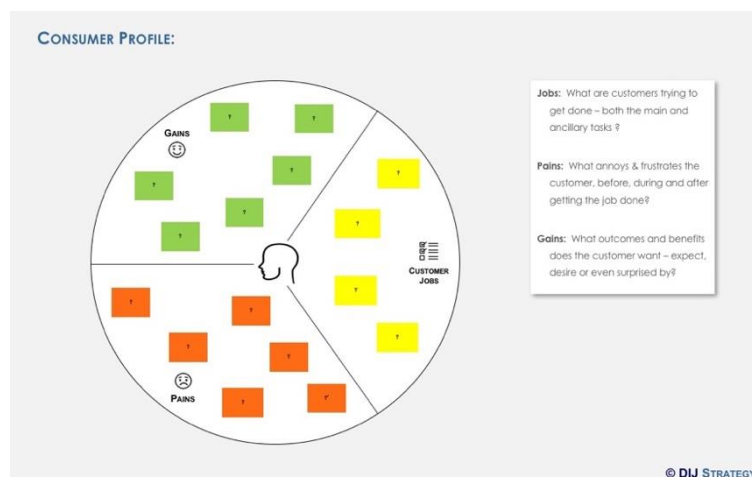 CONSUMER PROFILE:
GAINS
?
?
?
?
?
?
?
?
?
?
CUSTOMER
JOBS
?
?
?
?
?
?
PAINS
Jobs: What are customers trying to
get done – both the main and
ancillary tasks ?
Pains: What annoys & frustrates the
customer, before, during and after
getting the job done?
Gains: What outcomes and benefits
does the customer want – expect,
desire or even surprised by?
© DIJ STRATEGY